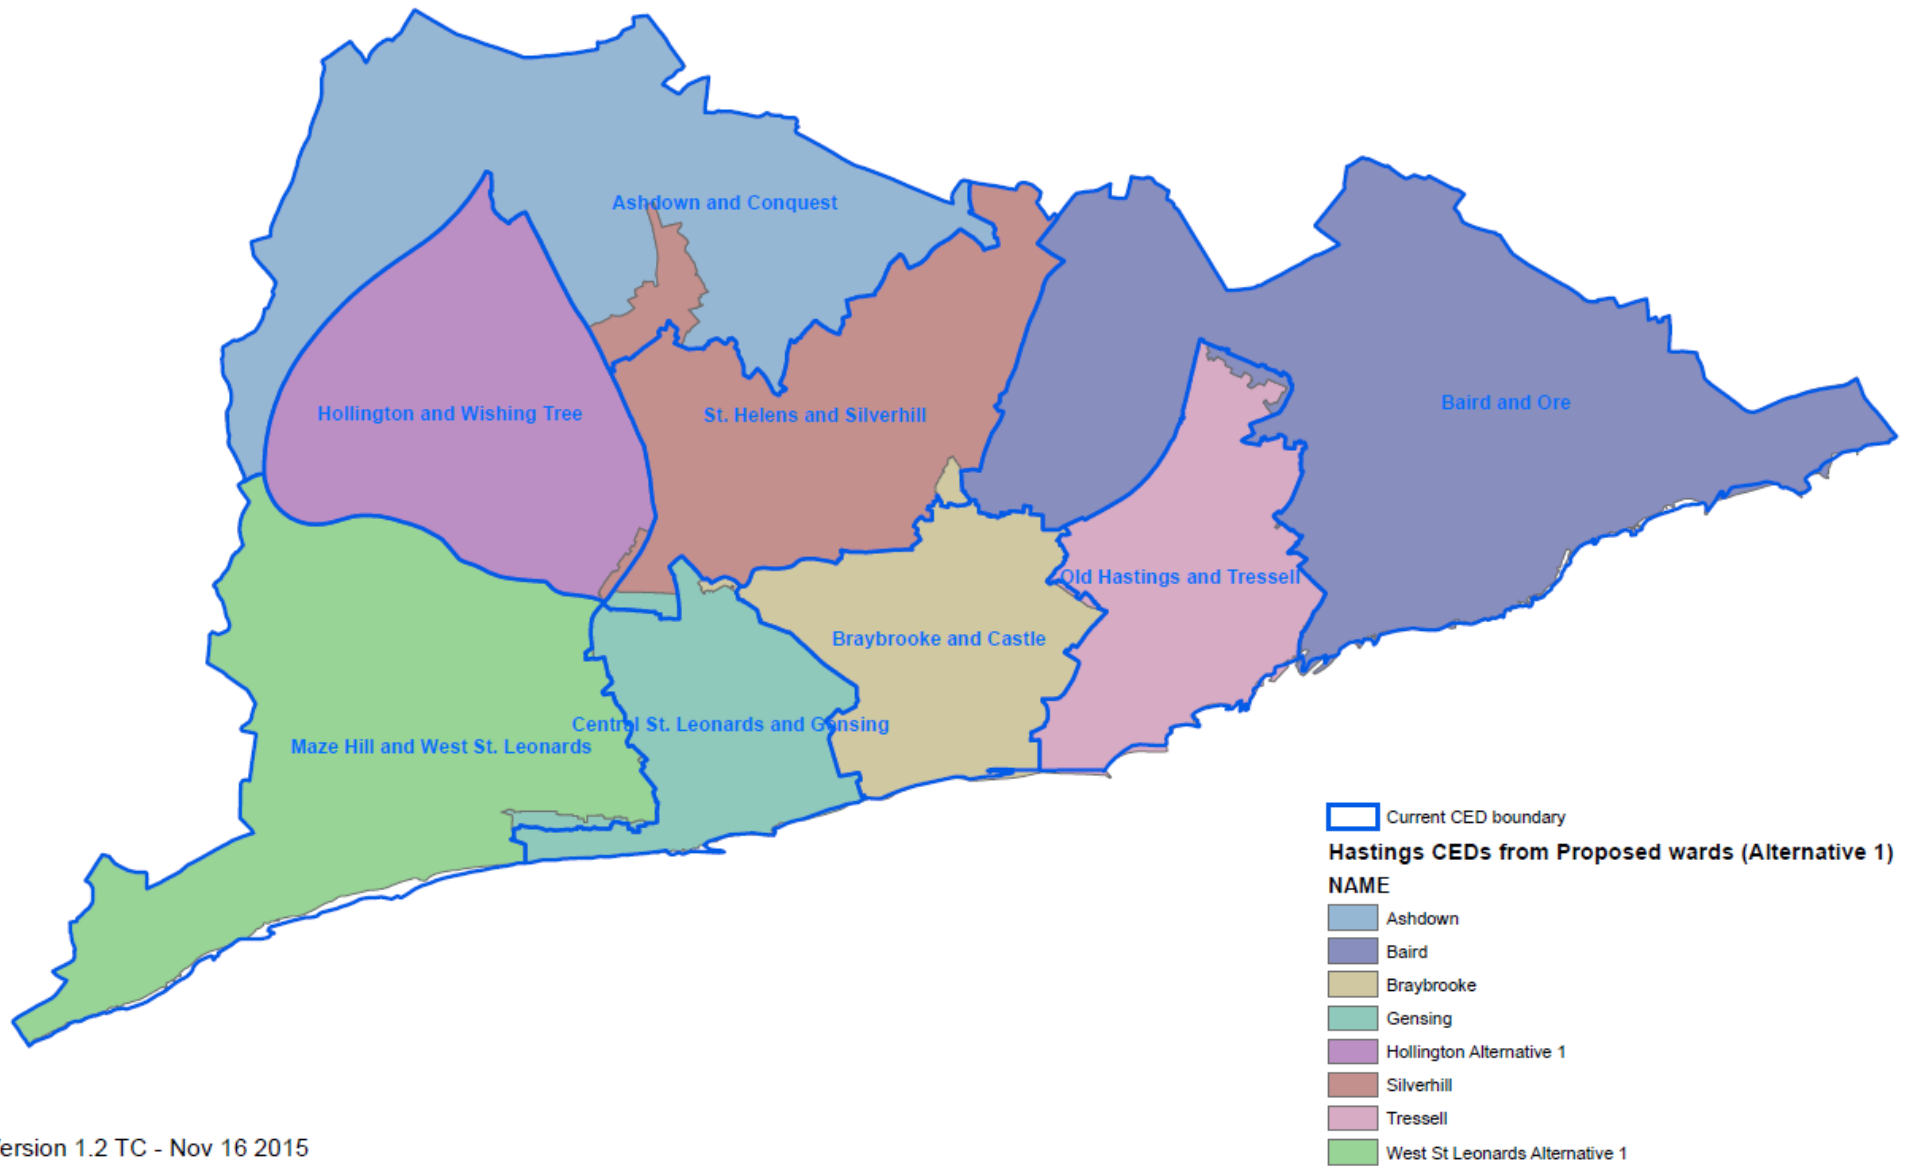 Ashdown and Conquest
Hollington and Wishing Tree
St. Helens and Silverhill
Baird and Ore
Old Hastings and Tressell
Braybrooke and Castle
Central St. Leonards and Gensing
Maze Hill and West St. Leonards
Current CED boundary
Hastings CEDs from Proposed wards (Alternative 1)
NAME
Ashdown
Baird
Braybrooke
Gensing
Hollington Alternative 1
Silverhill
Tressell
West St Leonards Alternative 1
ersion 1.2 TC - Nov 16 2015